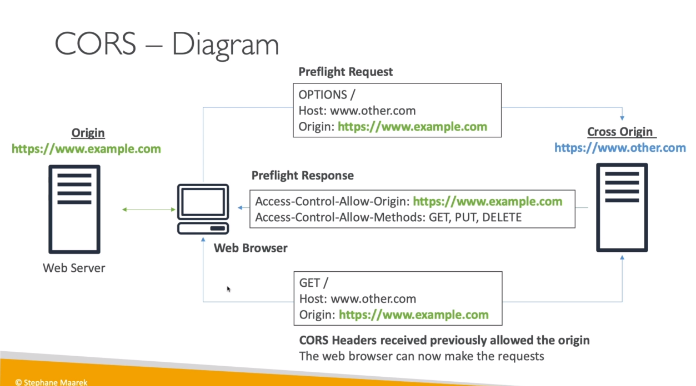 CORS – Diagram
Preflight Request
OPTIONS /
Host: www.other.com
Origin: https://www.example.com
Origin
https://www.example.com
Cross Origin
https://www.other.com
Preflight Response
Access-Control-Allow-Origin: https://www.example.com
Access-Control-Allow-Methods: GET, PUT, DELETE
Web Browser
Web Server
GET /
Host: www.other.com
Origin: https://www.example.com
CORS Headers received previously allowed the origin
The web browser can now make the requests
© Stephane Maarek